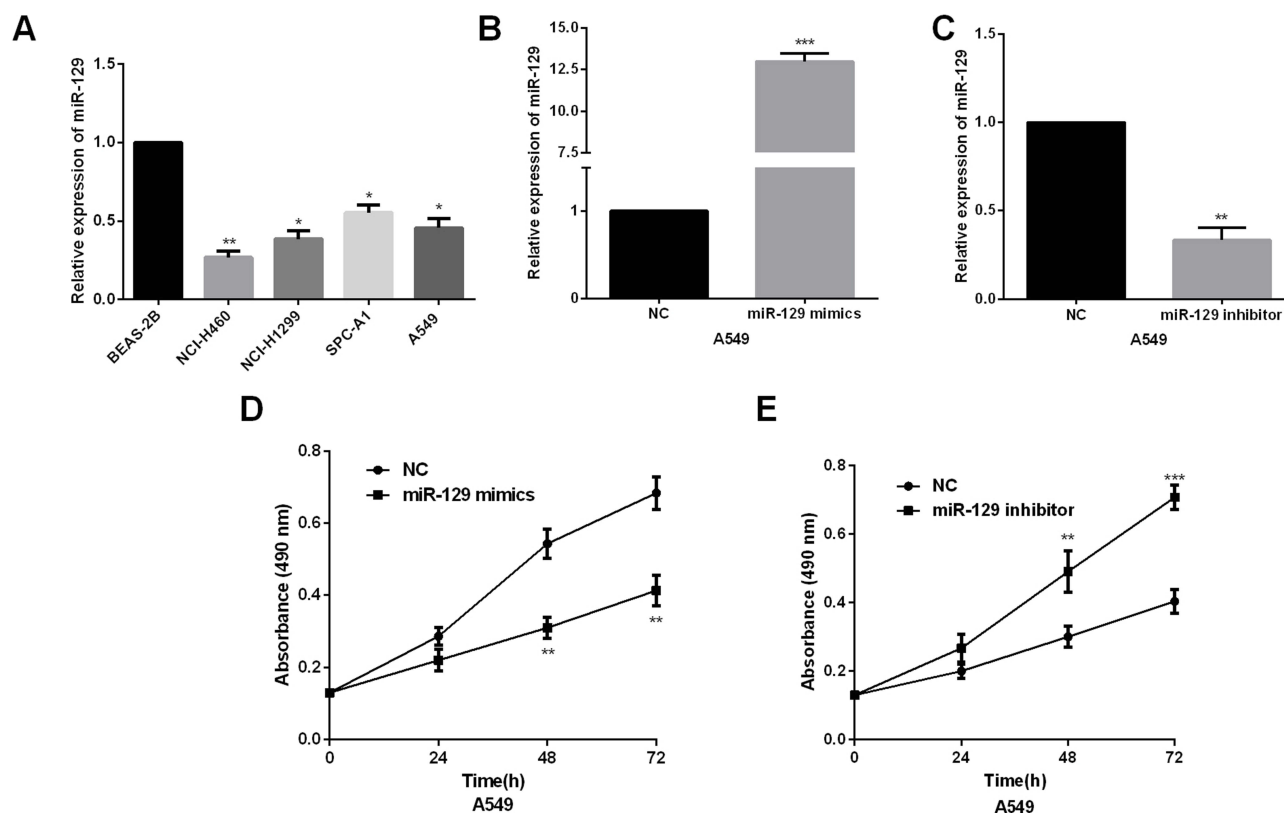 A
Relative expression of miR-129
1.5
1.0
0.5
0.0
**
*
*
*
BEAS-2B
NCI-H460
NCI-H1299
SPC-A1
A549
B
Relative expression of miR-129
15.0
12.5
10.0
7.5
1
0
***
NC
miR-129 mimics
A549
C
Relative expression of miR-129
1.5
1.0
0.5
0.0
**
NC
miR-129 inhibitor
A549
D
Absorbance (490 nm)
0.8
0.6
0.4
0.2
0.0
NC
miR-129 mimics
**
**
0
24
48
72
Time(h)
A549
E
Absorbance (490 nm)
0.8
0.6
0.4
0.2
0.0
NC
miR-129 inhibitor
**
***
0
24
48
72
Time(h)
A549